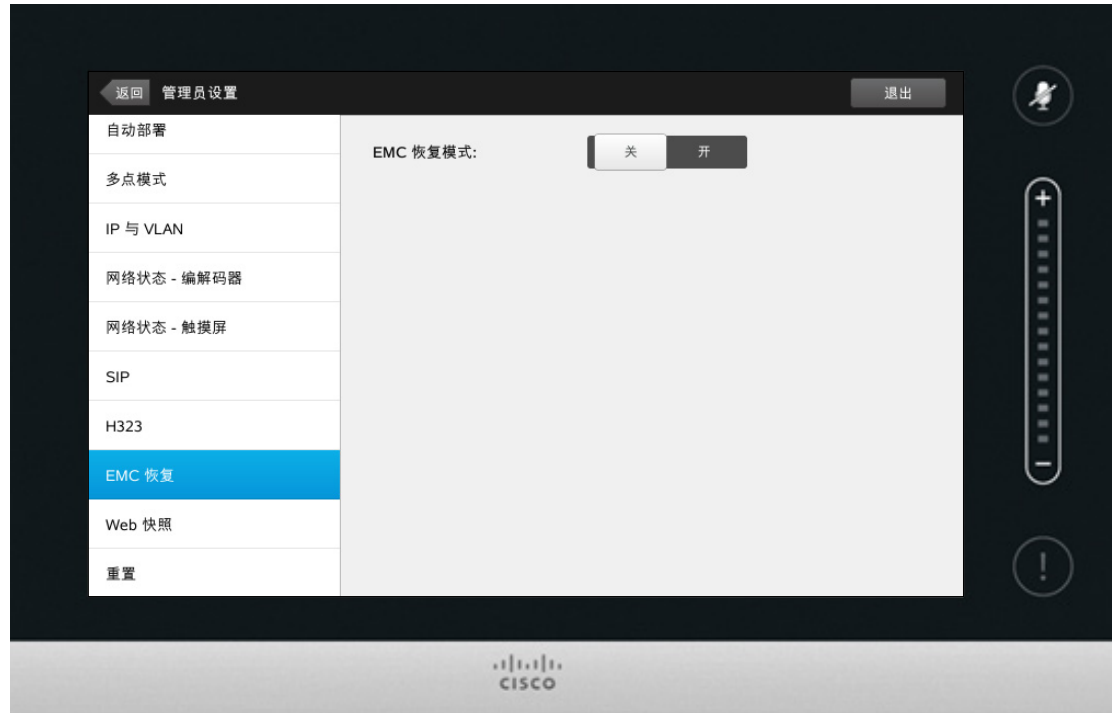 返回 管理员设置 退出
自动部署
EMC 恢复模式: 关 开
多点模式
IP 与 VLAN
网络状态 - 编解码器
网络状态 - 触摸屏
SIP
H323
EMC 恢复
Web 快照
重置
CISCO